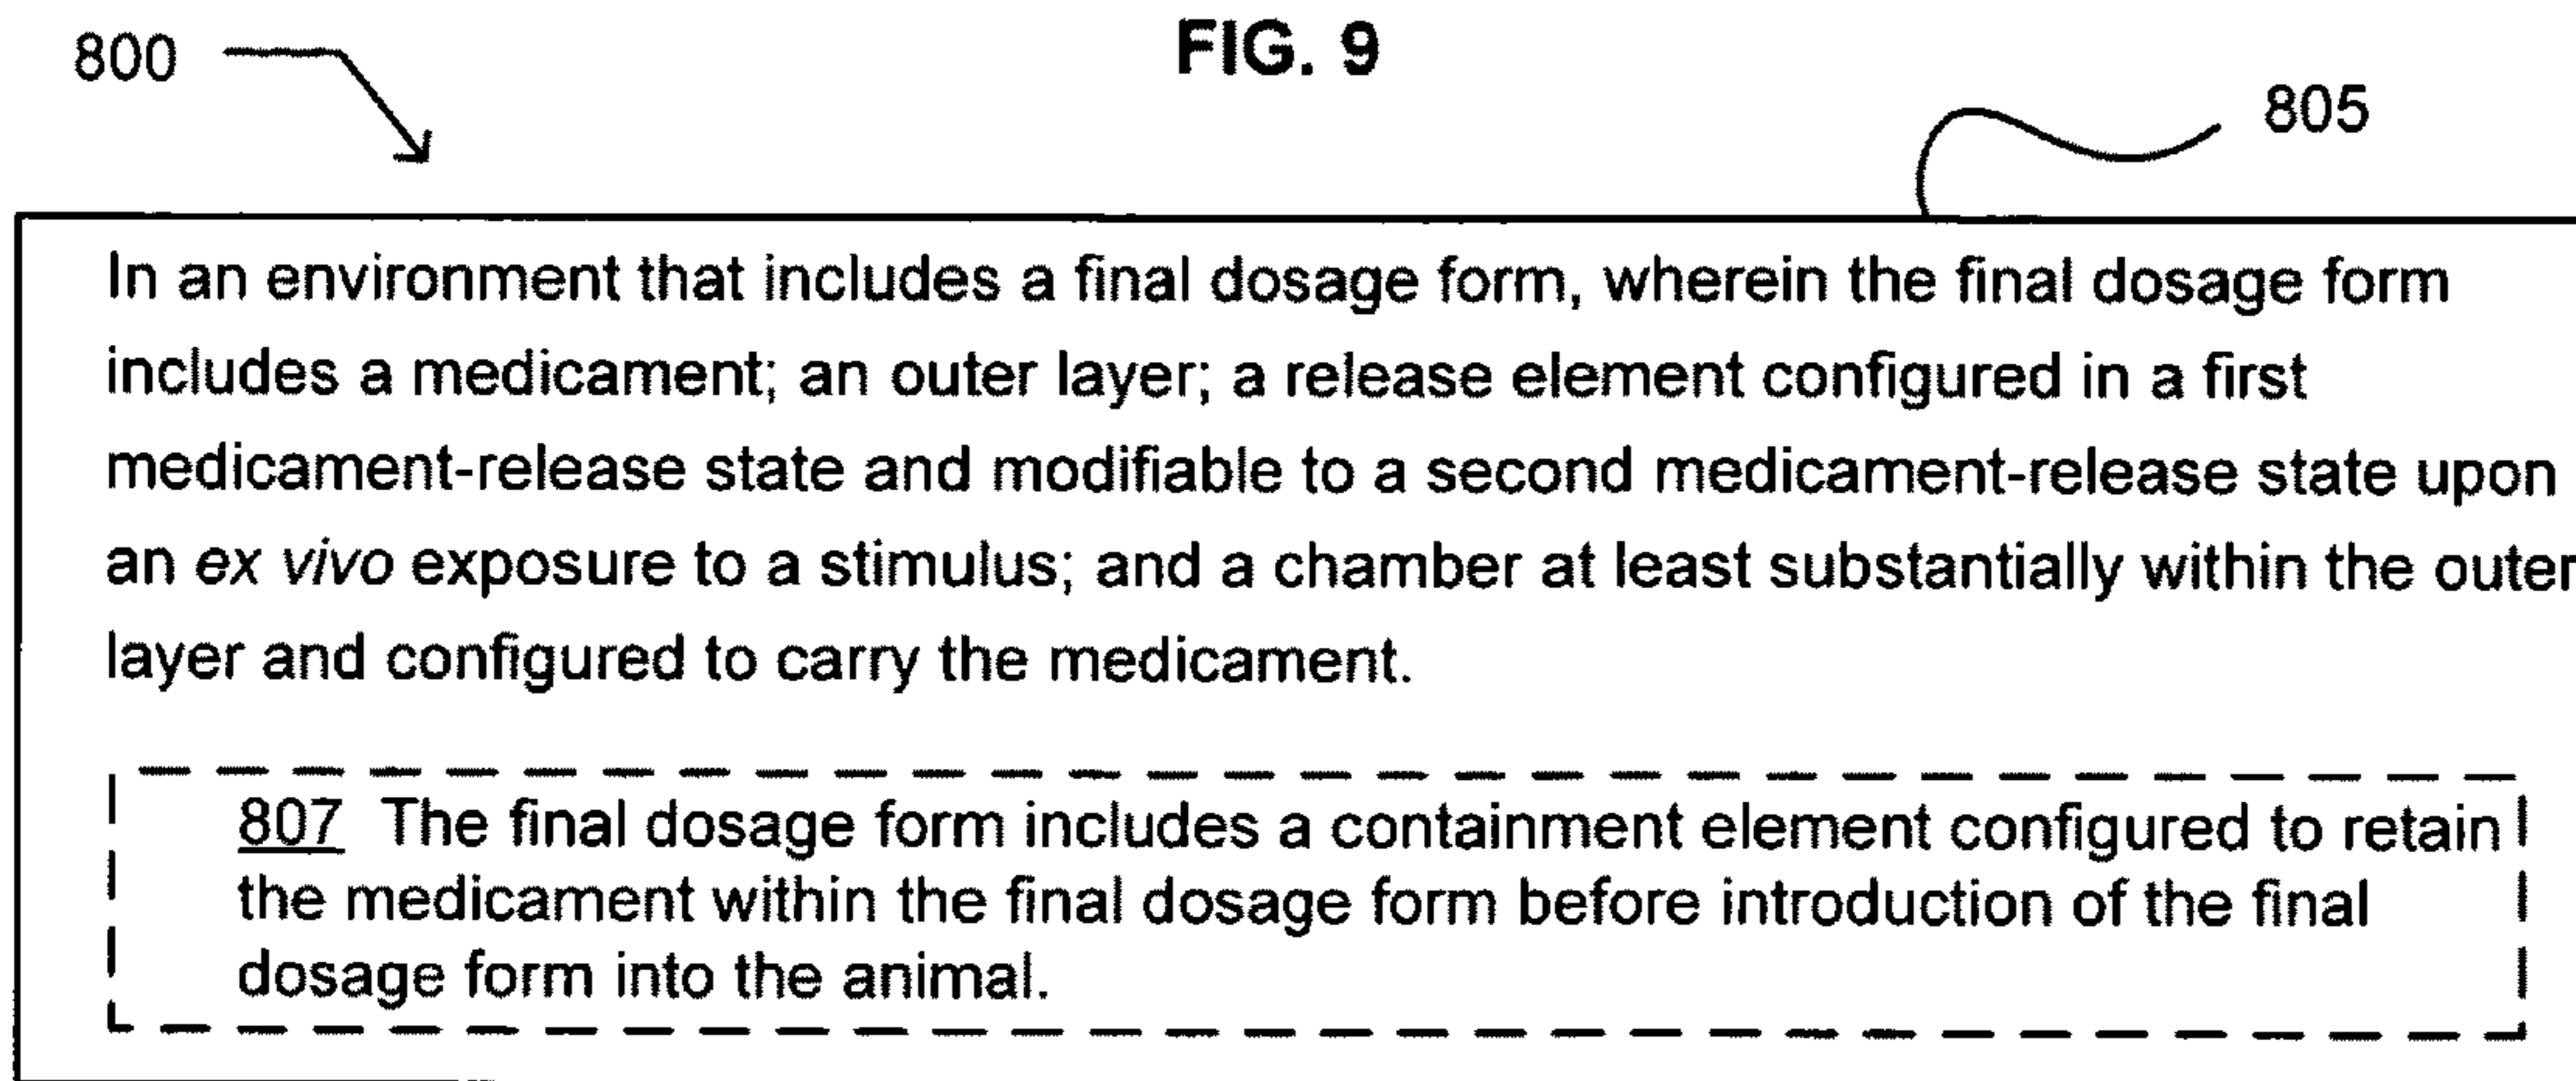 FIG. 9
800
805
In an environment that includes a final dosage form, wherein the final dosage form
includes a medicament; an outer layer; a release element configured in a first
medicament-release state and modifiable to a second medicament-release state upon
an ex vivo exposure to a stimulus; and a chamber at least substantially within the outer
layer and configured to carry the medicament.
807 The final dosage form includes a containment element configured to retain
the medicament within the final dosage form before introduction of the final
dosage form into the animal.